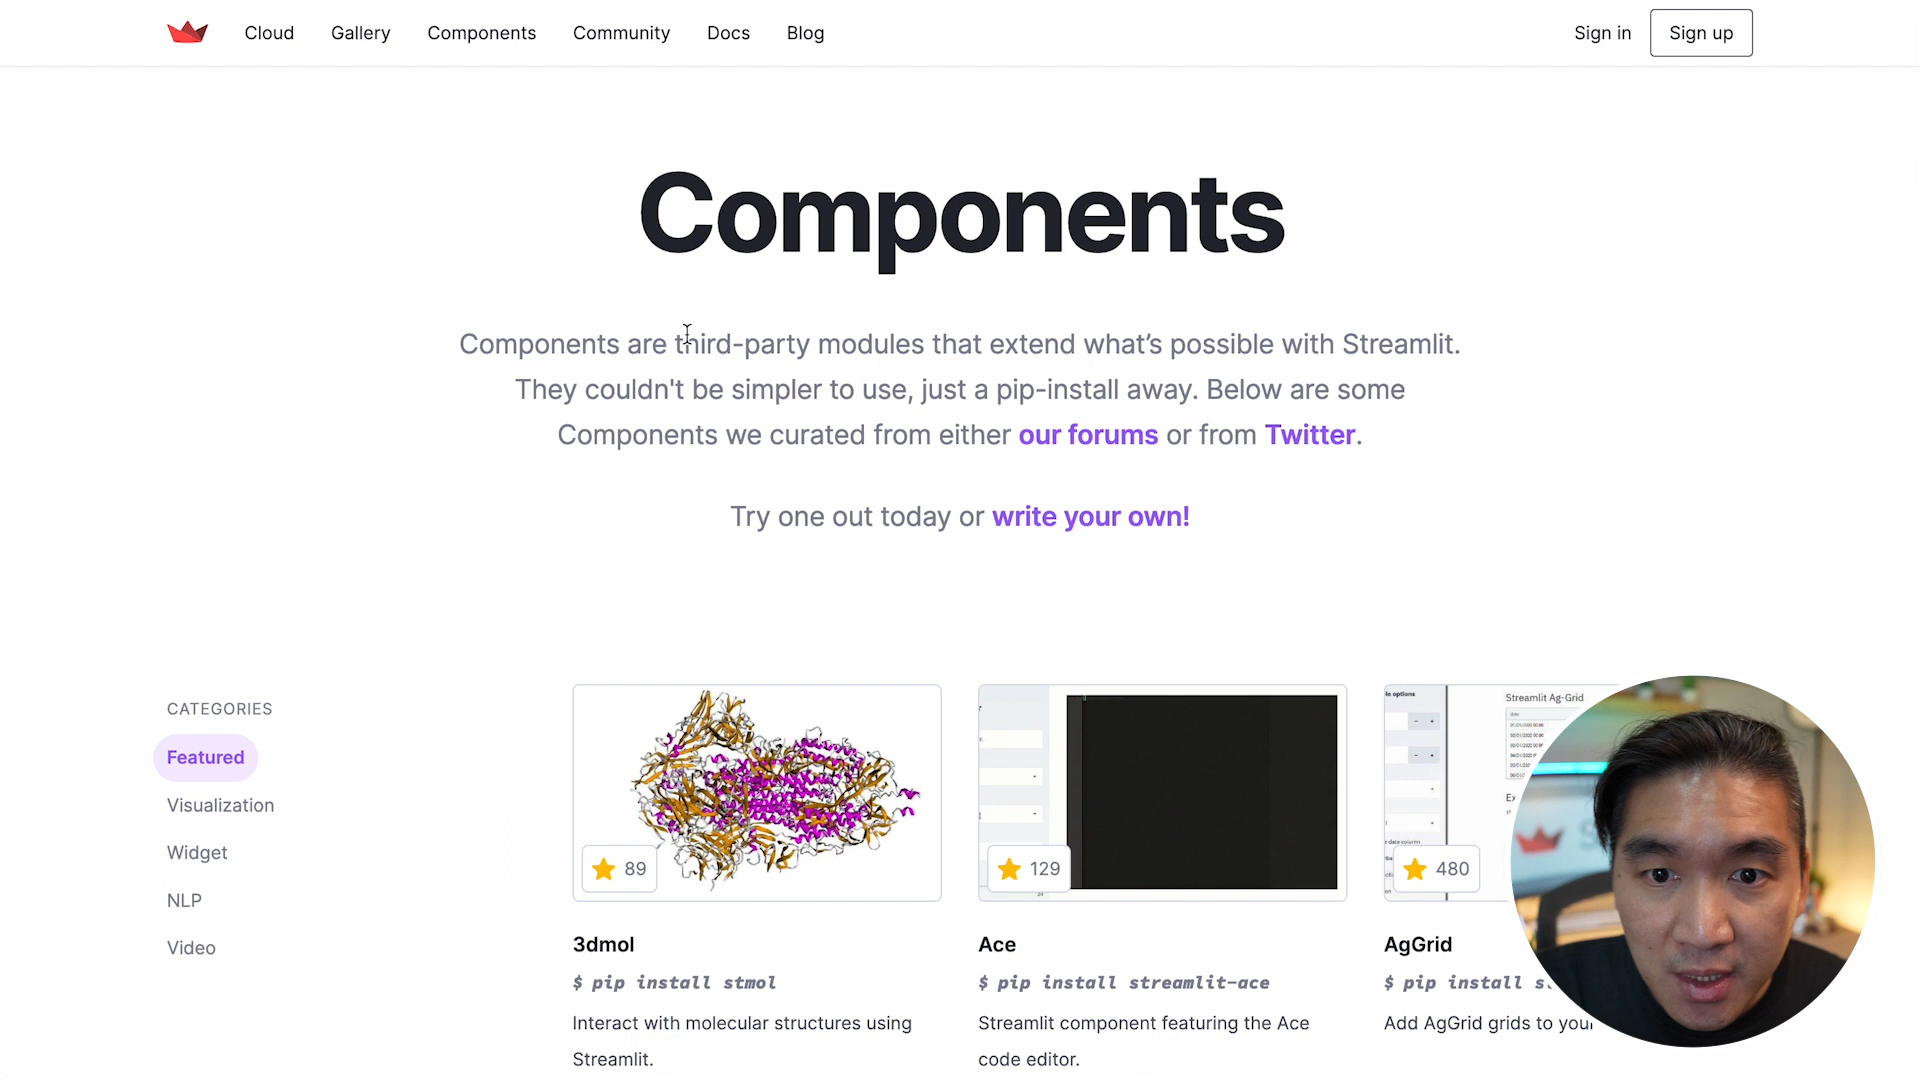 Cloud Gallery Components Community Docs Blog Sign in Sign up
Components
Components are third-party modules that extend what's possible with Streamlit.
They couldn't be simpler to use, just a pip-install away. Below are some
Components we curated from either our forums or from Twitter.
Try one out today or write your own!
CATEGORIES
Featured
Visualization
Widget
NLP
Video
89
3dmol
$ pip install stmol
Interact with molecular structures using
Streamlit.
129
Ace
$ pip install streamlit-ace
Streamlit component featuring the Ace
code editor.
Streamlit Ag-Grid
480
AgGrid
$ pip install
Add AgGrid grids to your